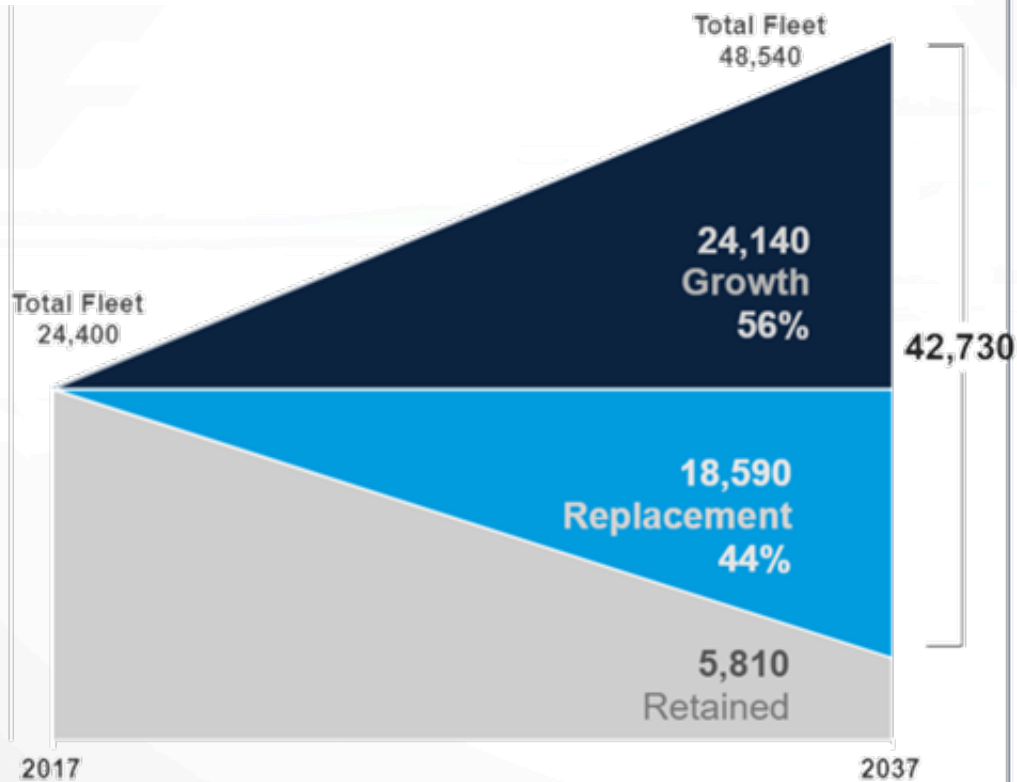 Total Fleet
48,540
24,140
Growth
56%
Total Fleet
24,400
42,730
18,590
Replacement
44%
5,810
Retained
2017
2037